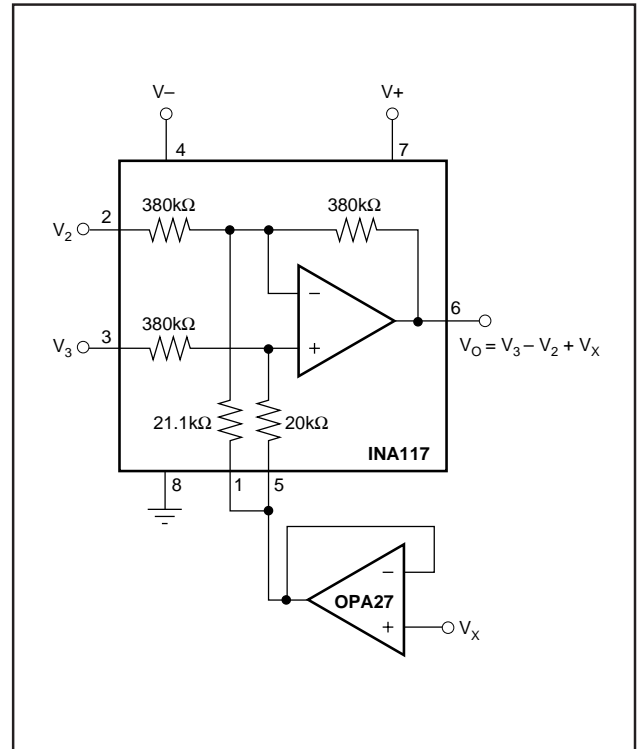 V– V+
4 7
380kΩ 380kΩ
2
V2
–
380kΩ
3
V3
+
6
VO = V3 – V2 + VX
21.1kΩ 20kΩ
INA117
8 1 5
–
OPA27
+
VX